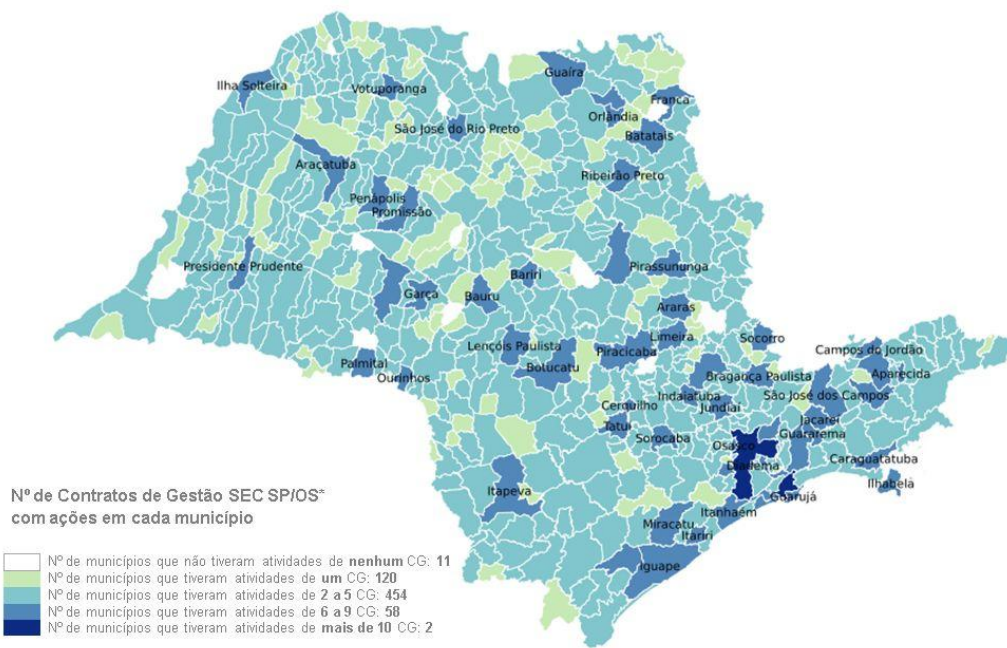 Guaíra
Ilha Solteira
Votuporanga
Franca
Orlândia
São José do Rio Preto
Batatais
Araçatuba
Ribeirão Preto
Penápolis
Promissão
Presidente Prudente
Pirassununga
Bariri
Garça
Bauru
Araras
Limeira
Socorro
Lençóis Paulista
Piracicaba
Campos do Jordão
Palmital
Botucatu
Bragança Paulista
Aparecida
Ourinhos
Indaiatuba
São José dos Campos
Cerquilho
Jundiaí
Jacareí
Tatuí
Guararema
Sorocaba
Osasco
Caraguatatuba
Diadema
Ilhabela
Itapeva
Guarujá
Itanhaém
Miracatu
Itariri
Iguape
Nº de Contratos de Gestão SEC SP/OS*
com ações em cada município
Nº de municípios que não tiveram atividades de nenhum CG: 11
Nº de municípios que tiveram atividades de um CG: 120
Nº de municípios que tiveram atividades de 2 a 5 CG: 454
Nº de municípios que tiveram atividades de 6 a 9 CG: 58
Nº de municípios que tiveram atividades de mais de 10 CG: 2